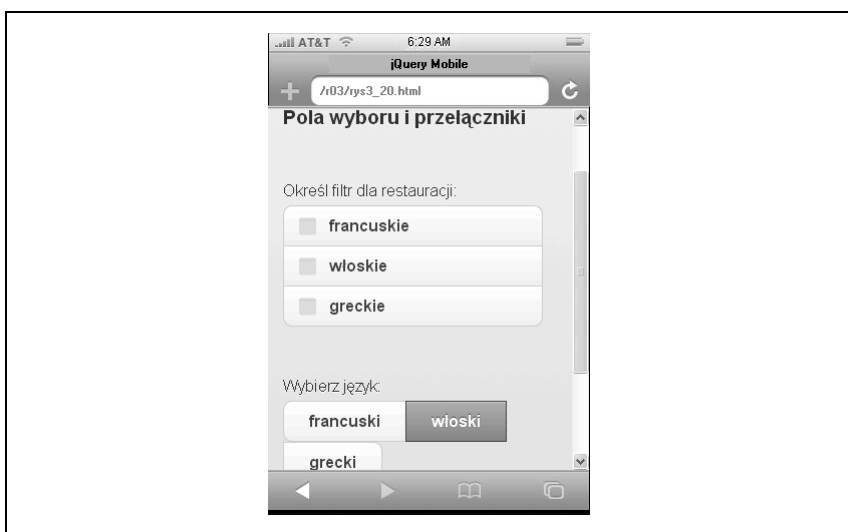 AT&T 6:29 AM
jQuery Mobile
/r03/rys3_20.html
Pola wyboru i przełączniki
Określ filtr dla restauracji:
francuskie
włoskie
greckie
Wybierz język:
francuski włoski
grecki